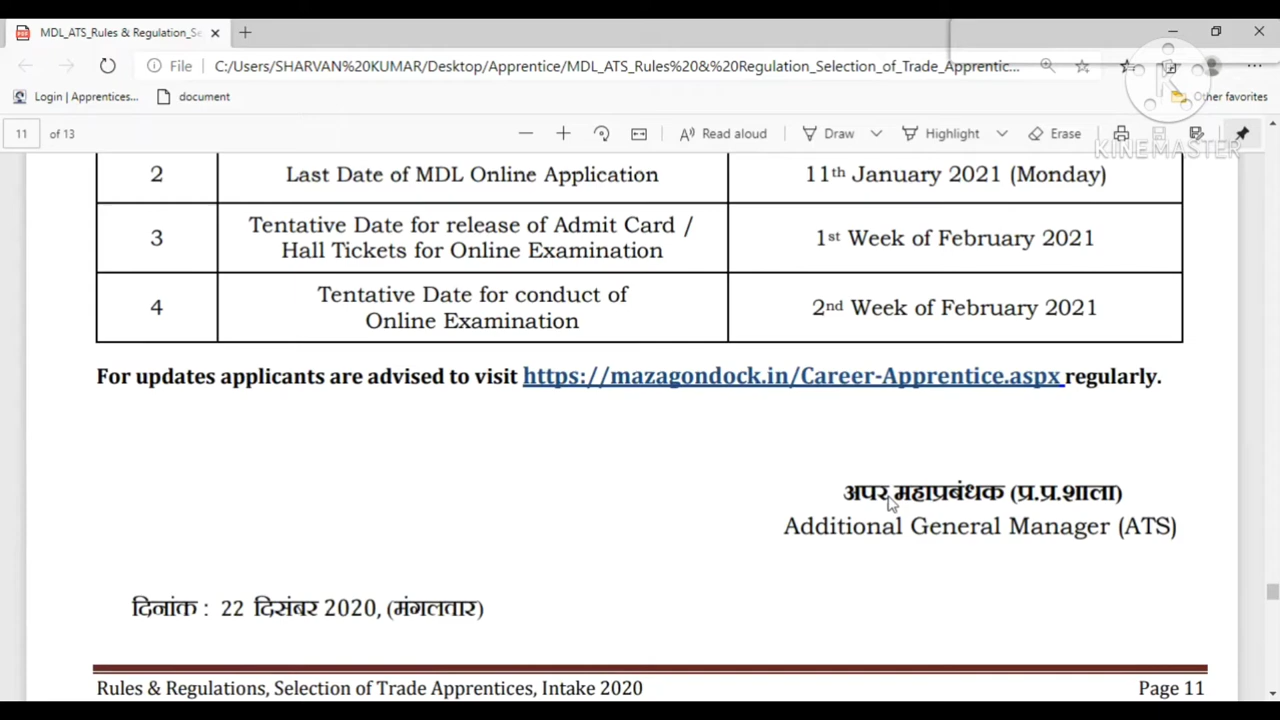 MDL_ATS_Rules & Regulation_Se
File C:/Users/SHARVAN%20KUMAR/Desktop/Apprentice/MDL_ATS_Rules%20&%20Regulation_Selection_of_Trade_Apprentic...
Login | Apprentices... document Other favorites
11 of 13 Read aloud Draw Highlight Erase
KINEMASTER
2 Last Date of MDL Online Application 11th January 2021 (Monday)
3 Tentative Date for release of Admit Card / Hall Tickets for Online Examination 1st Week of February 2021
4 Tentative Date for conduct of Online Examination 2nd Week of February 2021
For updates applicants are advised to visit https://mazagondock.in/Career-Apprentice.aspx regularly.
अपर महाप्रबंधक (प्र.प्र.शाला)
Additional General Manager (ATS)
दिनांक : 22 दिसंबर 2020, (मंगलवार)
Rules & Regulations, Selection of Trade Apprentices, Intake 2020 Page 11